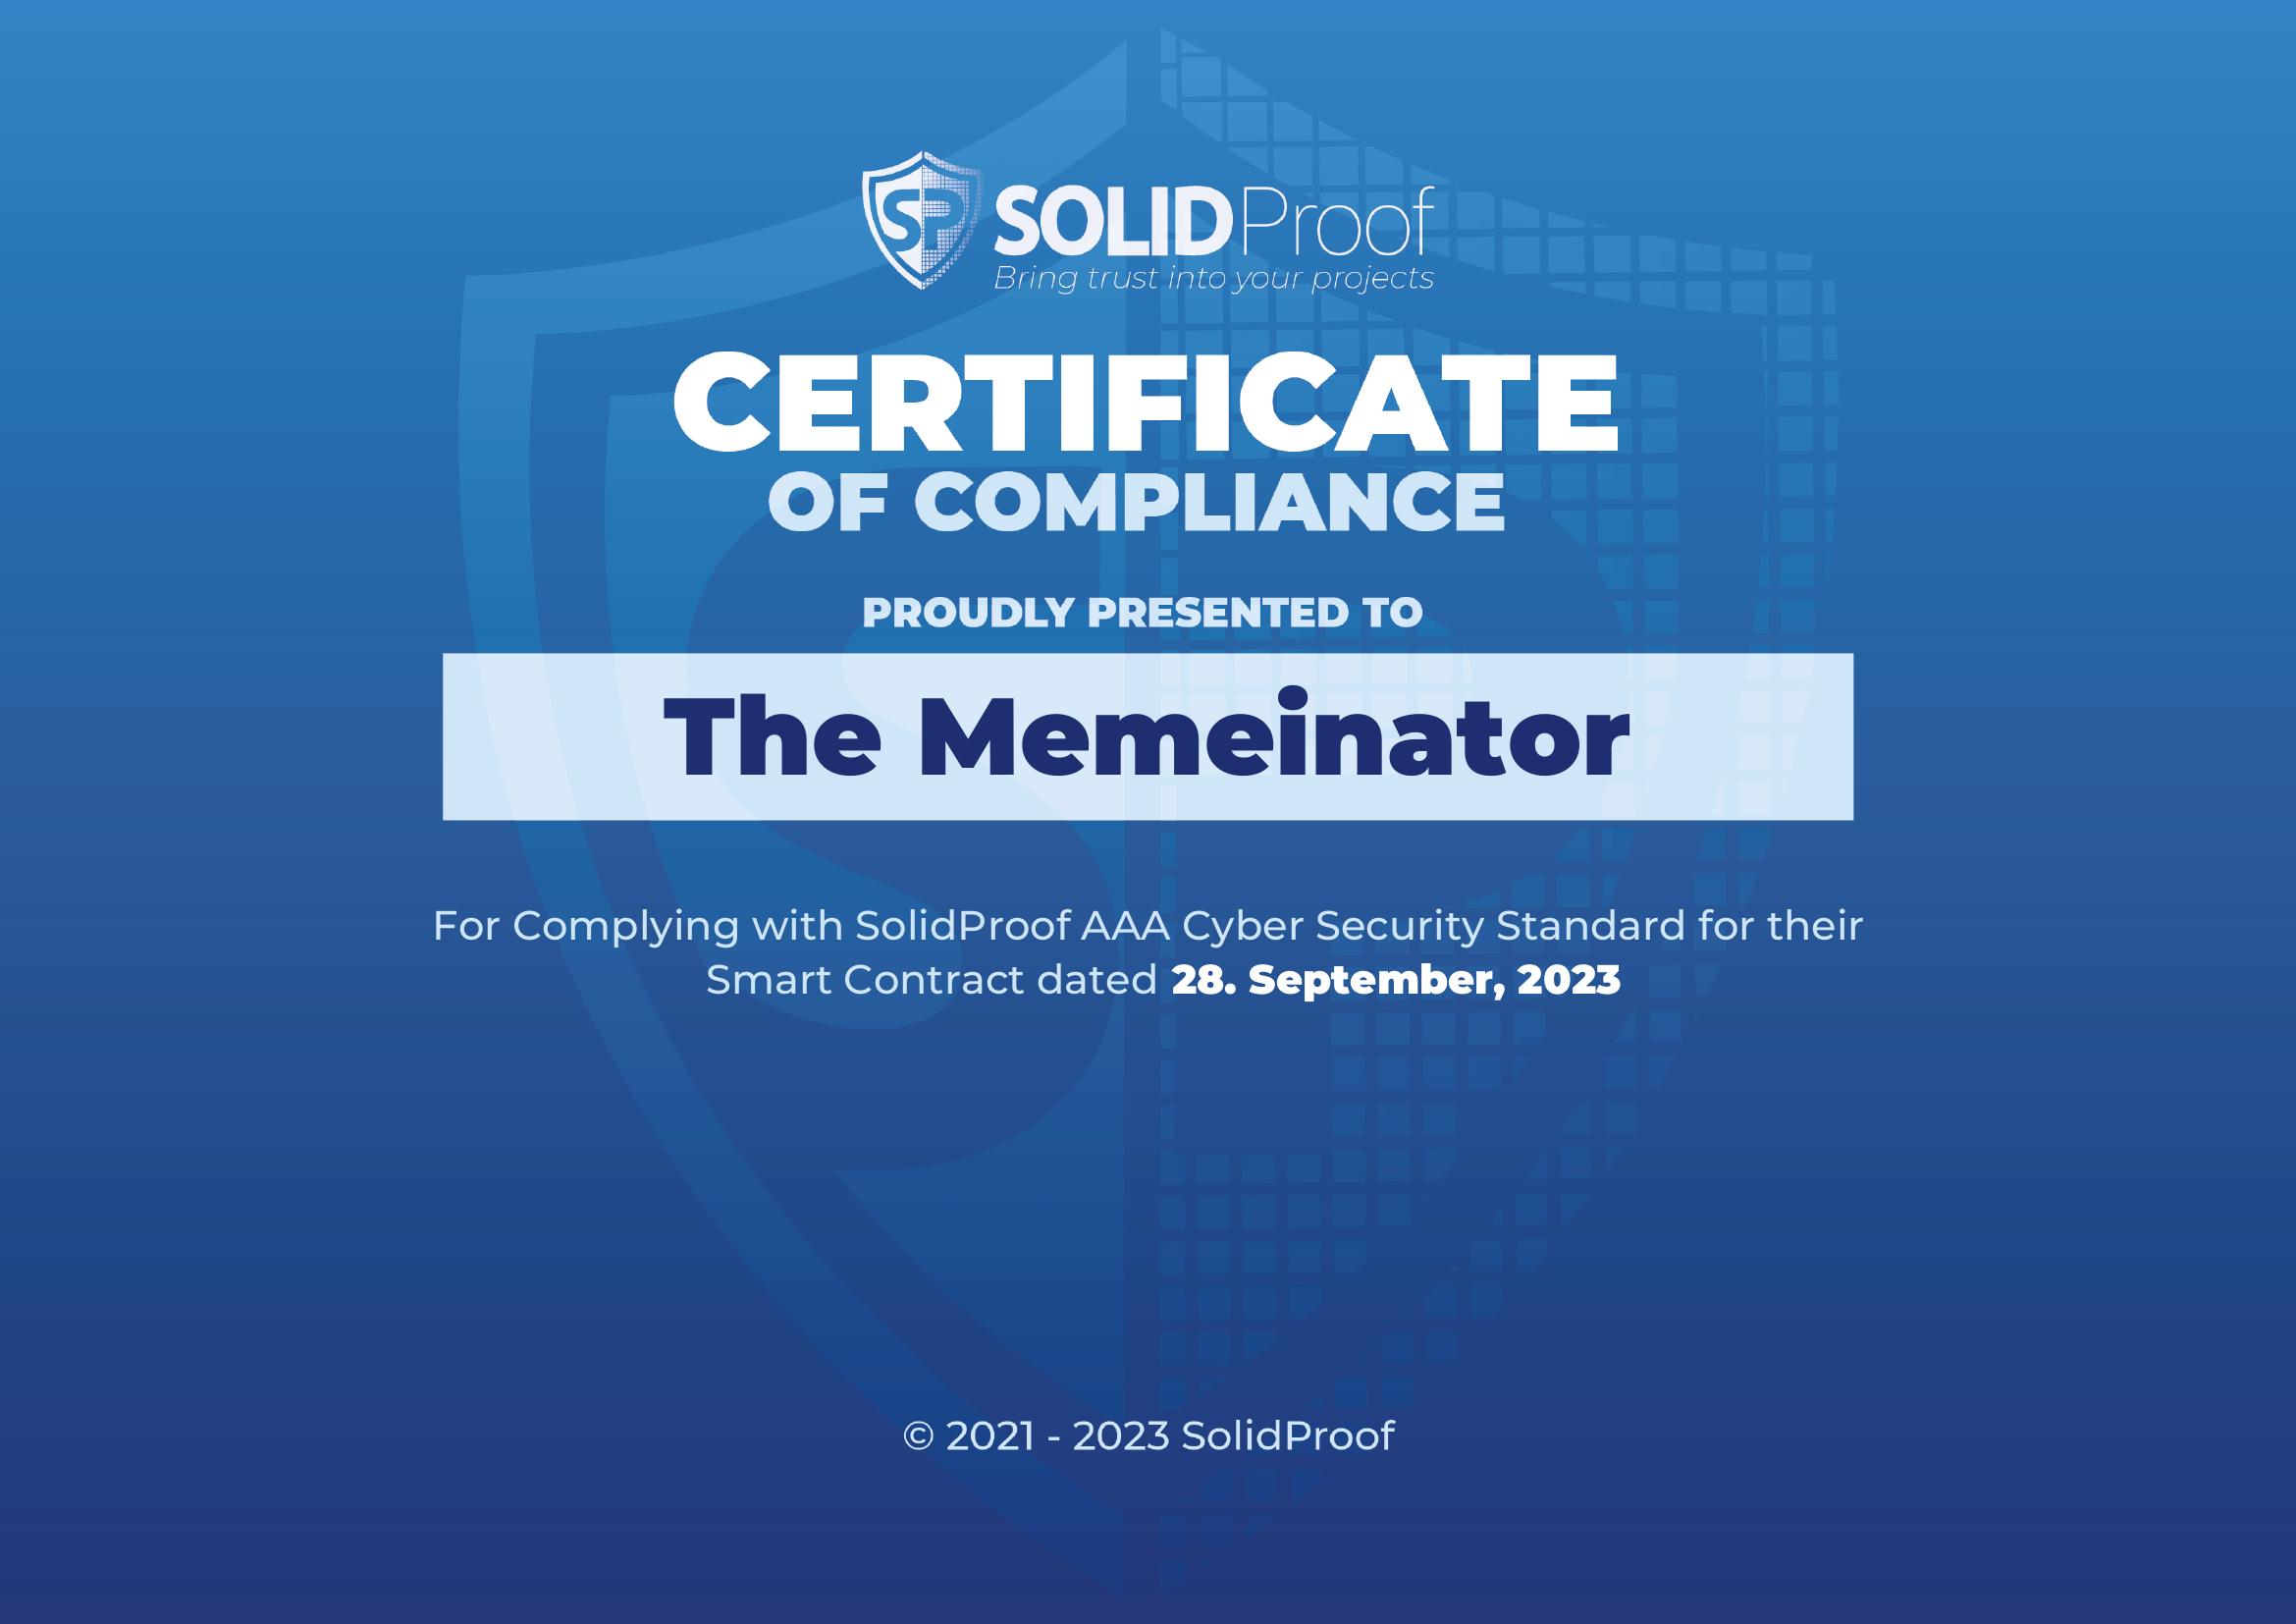 SP SOLIDProof
Bring trust into your projects
CERTIFICATE
OF COMPLIANCE
PROUDLY PRESENTED TO
The Memeinator
For Complying with SolidProof AAA Cyber Security Standard for their
Smart Contract dated 28. September, 2023
© 2021 - 2023 SolidProof